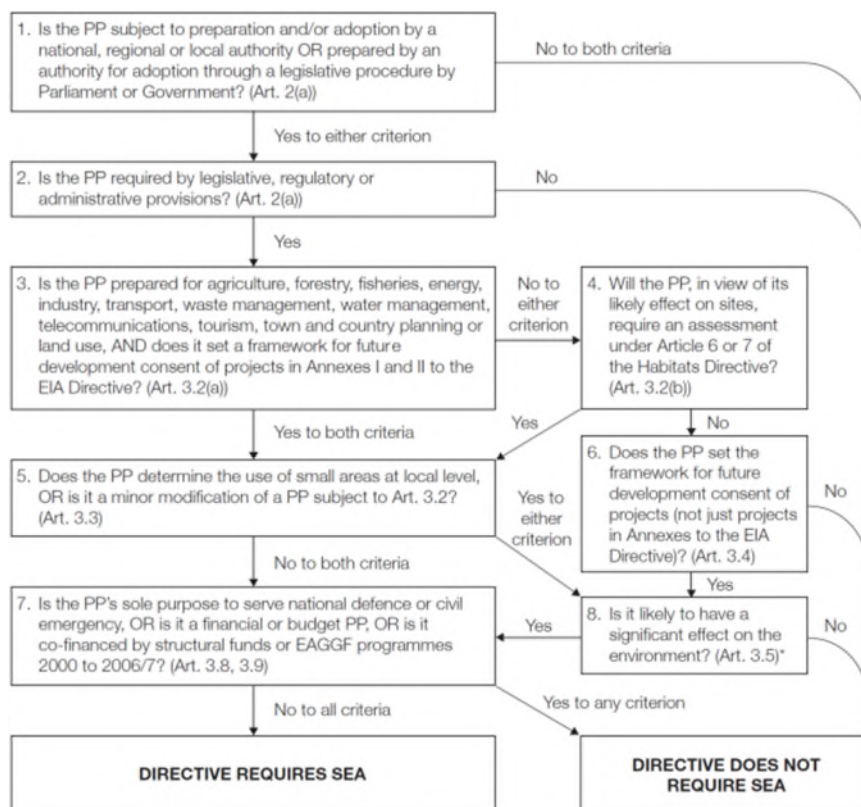 1. Is the PP subject to preparation and/or adoption by a
national, regional or local authority OR prepared by an
authority for adoption through a legislative procedure by
Parliament or Government? (Art. 2(a))
No to both criteria
Yes to either criterion
2. Is the PP required by legislative, regulatory or
administrative provisions? (Art. 2(a))
No
Yes
3. Is the PP prepared for agriculture, forestry, fisheries, energy,
industry, transport, waste management, water management,
telecommunications, tourism, town and country planning or
land use, AND does it set a framework for future
development consent of projects in Annexes I and II to the
EIA Directive? (Art. 3.2(a))
No to
either
criterion
4. Will the PP, in view of its
likely effect on sites,
require an assessment
under Article 6 or 7 of
the Habitats Directive?
(Art. 3.2(b))
Yes to both criteria
Yes
No
5. Does the PP determine the use of small areas at local level,
OR is it a minor modification of a PP subject to Art. 3.2?
(Art. 3.3)
Yes to
either
criterion
6. Does the PP set the
framework for future
development consent of
projects (not just projects
in Annexes to the EIA
Directive)? (Art. 3.4)
No
No to both criteria
Yes
7. Is the PP's sole purpose to serve national defence or civil
emergency, OR is it a financial or budget PP, OR is it
co-financed by structural funds or EAGGF programmes
2000 to 2006/7? (Art. 3.8, 3.9)
Yes
8. Is it likely to have a
significant effect on the
environment? (Art. 3.5)*
No
No to all criteria
Yes to any criterion
DIRECTIVE REQUIRES SEA
DIRECTIVE DOES NOT
REQUIRE SEA